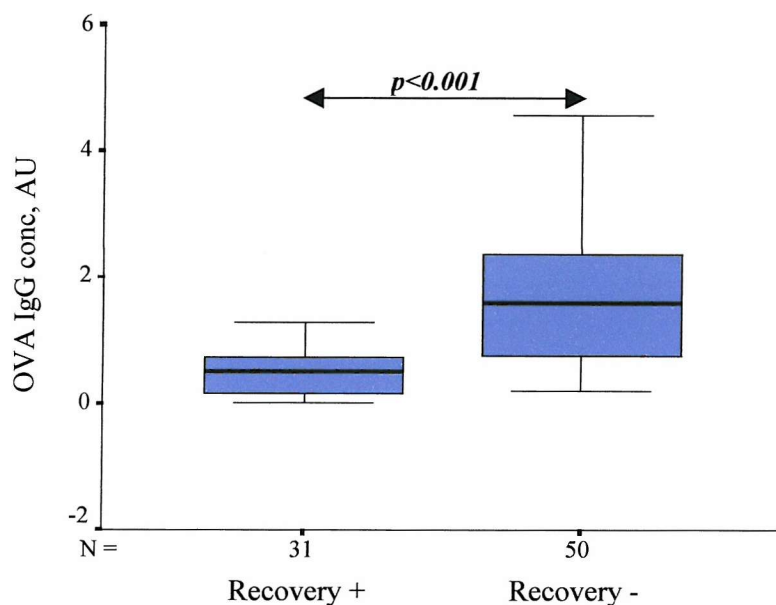 6
p<0.001
4
OVA IgG conc, AU
2
0
-2
N = 31 50
Recovery + Recovery -